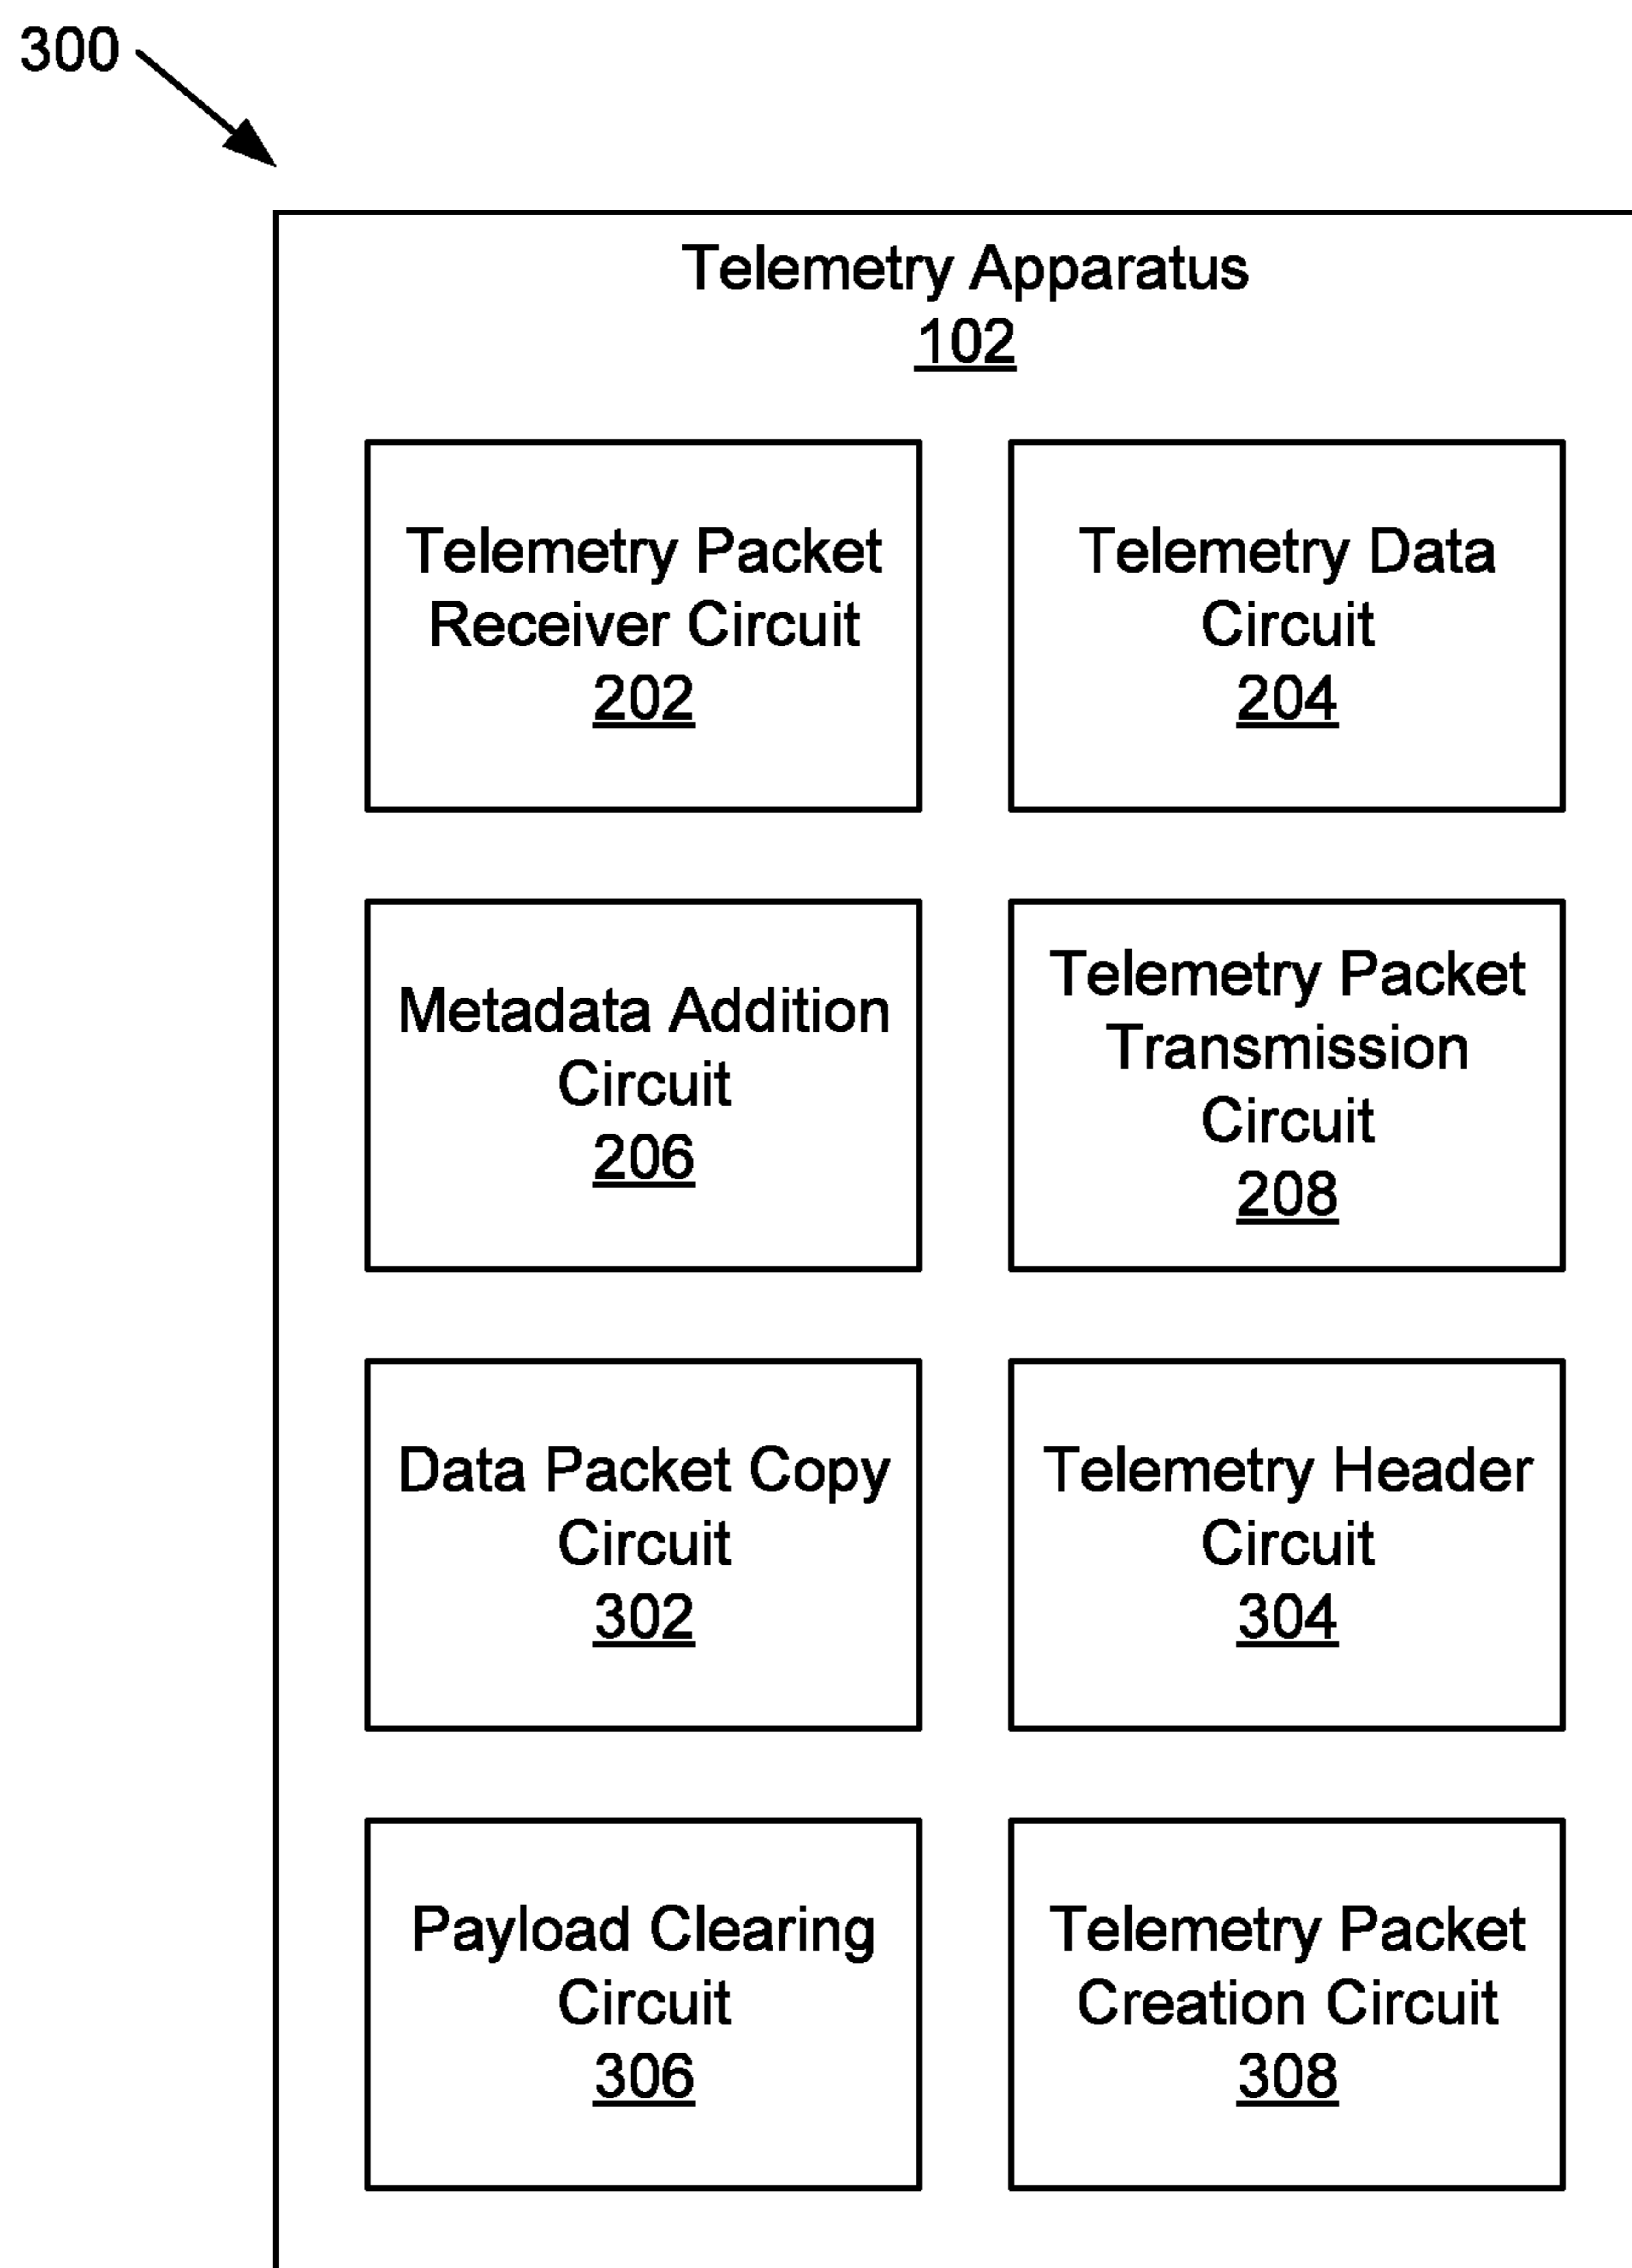 300
Telemetry Apparatus
102
Telemetry Packet
Receiver Circuit
202
Telemetry Data
Circuit
204
Metadata Addition
Circuit
206
Telemetry Packet
Transmission
Circuit
208
Data Packet Copy
Circuit
302
Telemetry Header
Circuit
304
Payload Clearing
Circuit
306
Telemetry Packet
Creation Circuit
308